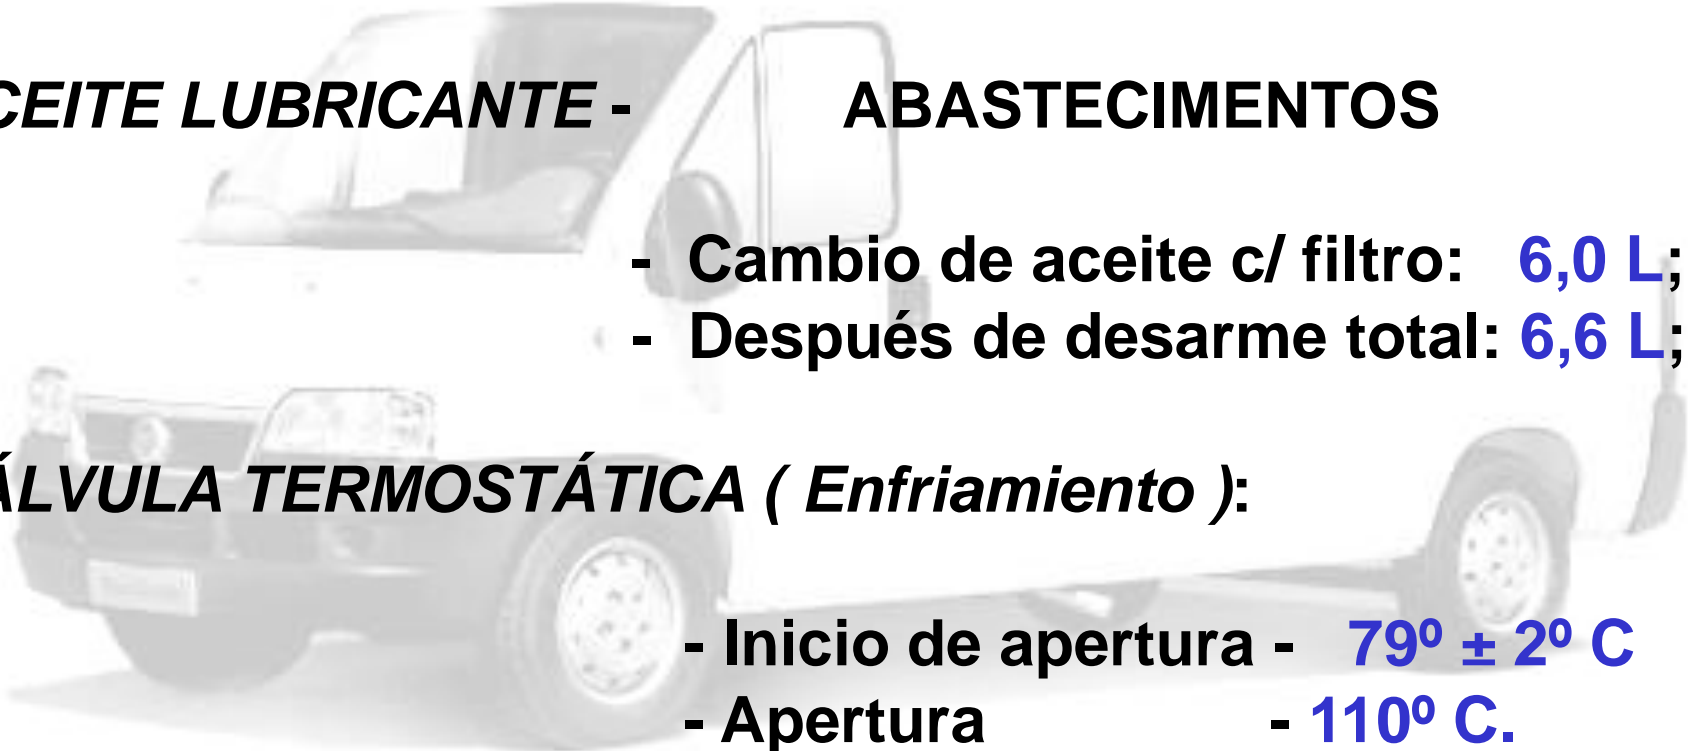 CEITE LUBRICANTE - ABASTECIMENTOS
- Cambio de aceite c/ filtro: 6,0 L;
- Después de desarme total: 6,6 L;
ÁLVULA TERMOSTÁTICA ( Enfriamiento ):
- Inicio de apertura - 79º ± 2º C
- Apertura - 110º C.